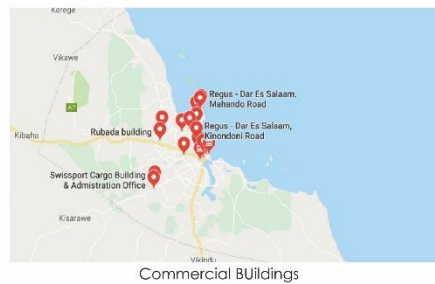 Kerege
Vikawe
A7
Kibaha
Regus - Dar Es Salaam,
Mahando Road
Rubada building
Regus - Dar Es Salaam,
Kinondoni Road
Swissport Cargo Building
& Admistration Office
Kisarawe
Vikindu
Commercial BUildings